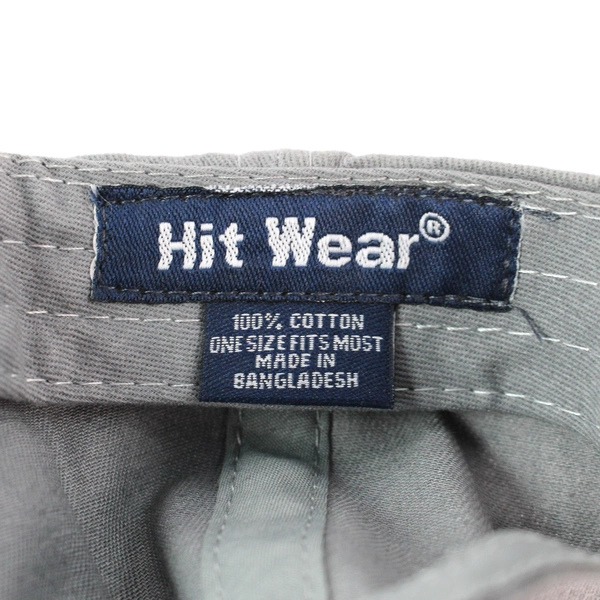 Hit Wear®
100% COTTON
ONE SIZE FITS MOST
MADE IN
BANGLADESH